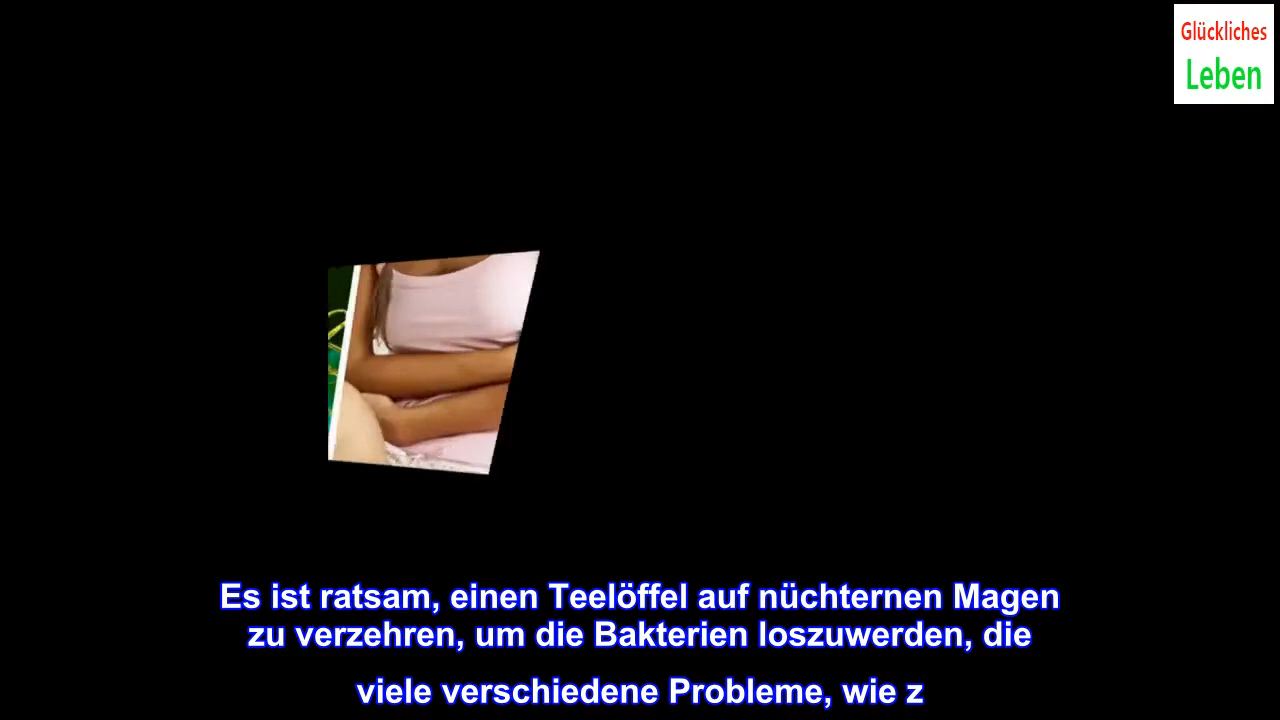 Glückliches
Leben
Es ist ratsam, einen Teelöffel auf nüchternen Magen
zu verzehren, um die Bakterien loszuwerden, die
viele verschiedene Probleme, wie z